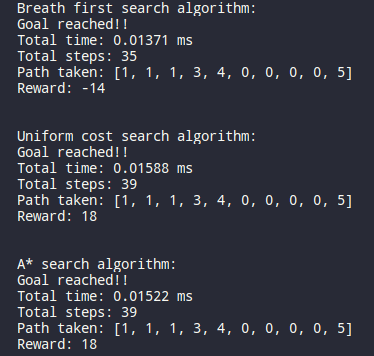 Breath first search algorithm:
Goal reached!!
Total time: 0.01371 ms
Total steps: 35
Path taken: [1, 1, 1, 3, 4, 0, 0, 0, 0, 5]
Reward: -14
Uniform cost search algorithm:
Goal reached!!
Total time: 0.01588 ms
Total steps: 39
Path taken: [1, 1, 1, 3, 4, 0, 0, 0, 0, 5]
Reward: 18
A* search algorithm:
Goal reached!!
Total time: 0.01522 ms
Total steps: 39
Path taken: [1, 1, 1, 3, 4, 0, 0, 0, 0, 5]
Reward: 18